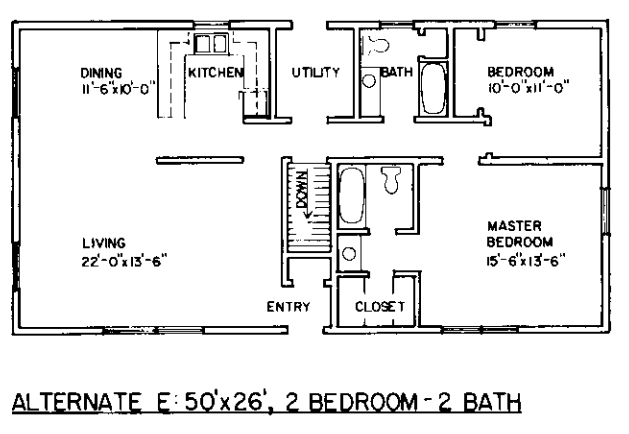 DINING
11'-6"x10'-0"
KITCHEN
UTILITY
BATH
BEDROOM
10'-0"x11'-0"
DOWN
LIVING
22'-0"x13'-6"
MASTER
BEDROOM
15'-6"x13'-6"
ENTRY
CLOSET
ALTERNATE E: 50'x26', 2 BEDROOM-2 BATH